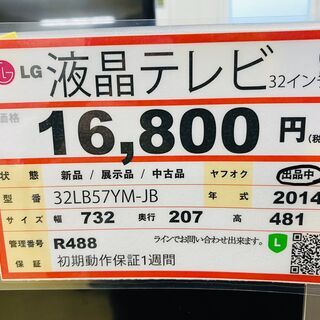 LG 液晶テレビ 32インチ
価格 16,800円(税
状態 新品 / 展示品 / 中古品 ヤフオク 出品中
型番 32LB57YM-JB 年式 2014
サイズ 幅 732 奥行 207 高 481
管理番号 R488 ラインでお問い合わせ出来ます。 L
保証 初期動作保証1週間